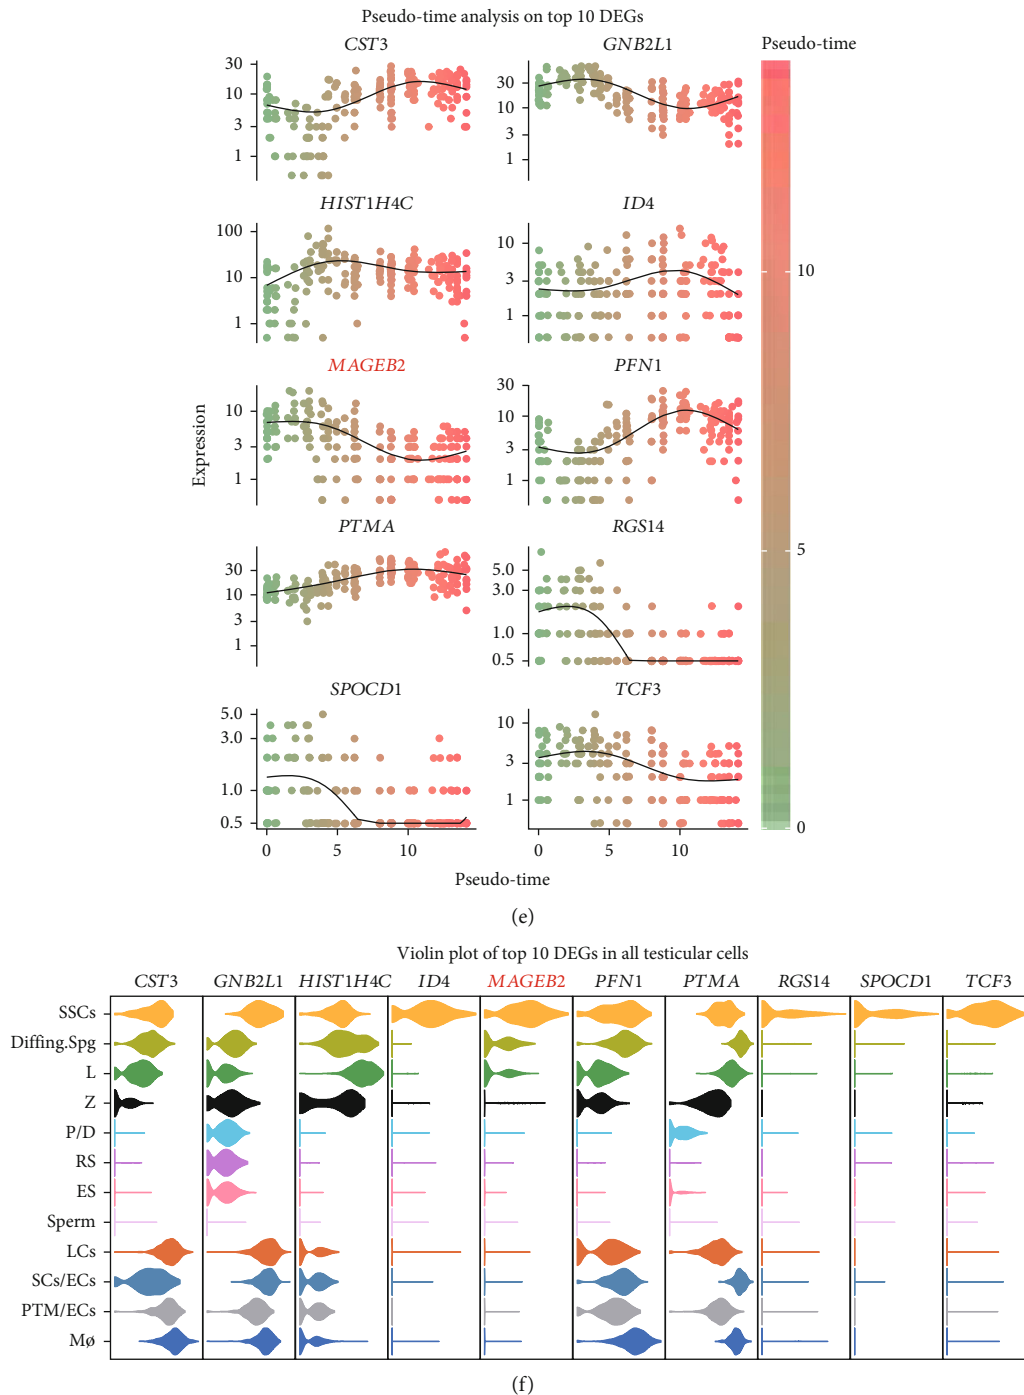 Pseudo-time analysis on top 10 DEGs
CST3
GNB2L1
Pseudo-time
30
10
3
1
30
10
3
1
HIST1H4C
ID4
100
10
1
10
3
1
10
MAGEB2
PFN1
Expression
10
3
1
30
10
3
1
PTMA
RGS14
30
10
3
1
5.0
3.0
1.0
0.5
5
SPOCD1
TCF3
5.0
3.0
1.0
0.5
10
3
1
0
0 5 10
0 5 10
Pseudo-time
(e)
Violin plot of top 10 DEGs in all testicular cells
CST3 GNB2L1 HIST1H4C ID4 MAGEB2 PFN1 PTMA RGS14 SPOCD1 TCF3
SSCs
Diffing.Spg
L
Z
P/D
RS
ES
Sperm
LCs
SCs/ECs
PTM/ECs
Mø
(f)